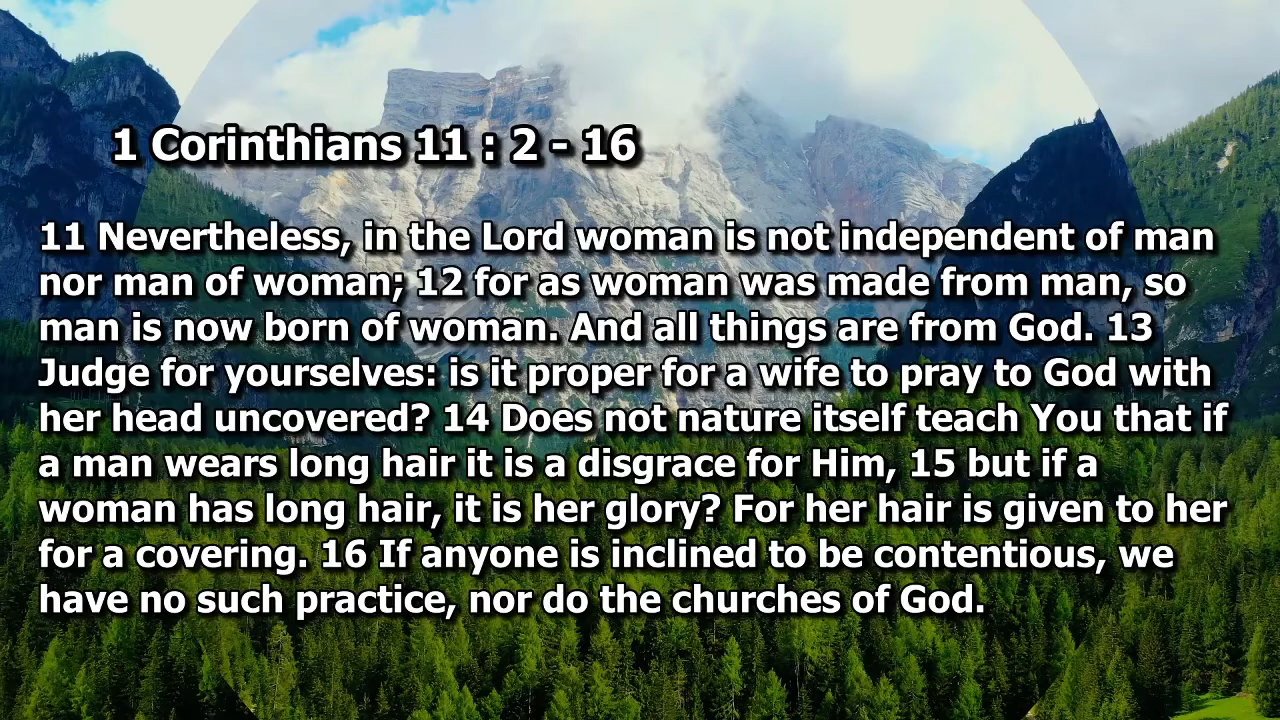 1 Corinthians 11 : 2 - 16
11 Nevertheless, in the Lord woman is not independent of man
nor man of woman; 12 for as woman was made from man, so
man is now born of woman. And all things are from God. 13
Judge for yourselves: is it proper for a wife to pray to God with
her head uncovered? 14 Does not nature itself teach You that if
a man wears long hair it is a disgrace for Him, 15 but if a
woman has long hair, it is her glory? For her hair is given to her
for a covering. 16 If anyone is inclined to be contentious, we
have no such practice, nor do the churches of God.